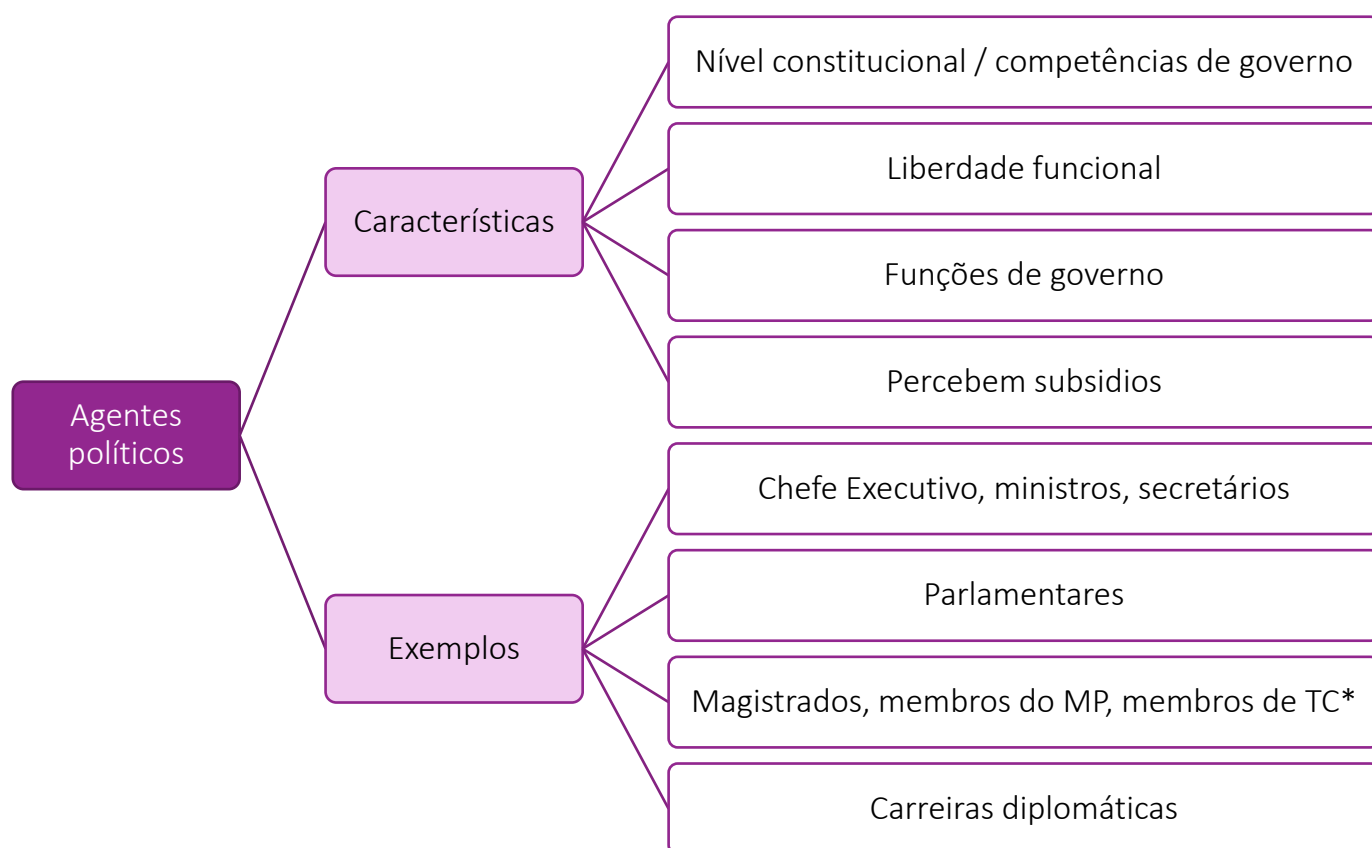 Nível constitucional / competências de governo
Liberdade funcional
Características
Funções de governo
Percebem subsidios
Agentes
políticos
Chefe Executivo, ministros, secretários
Parlamentares
Exemplos
Magistrados, membros do MP, membros de TC*
Carreiras diplomáticas